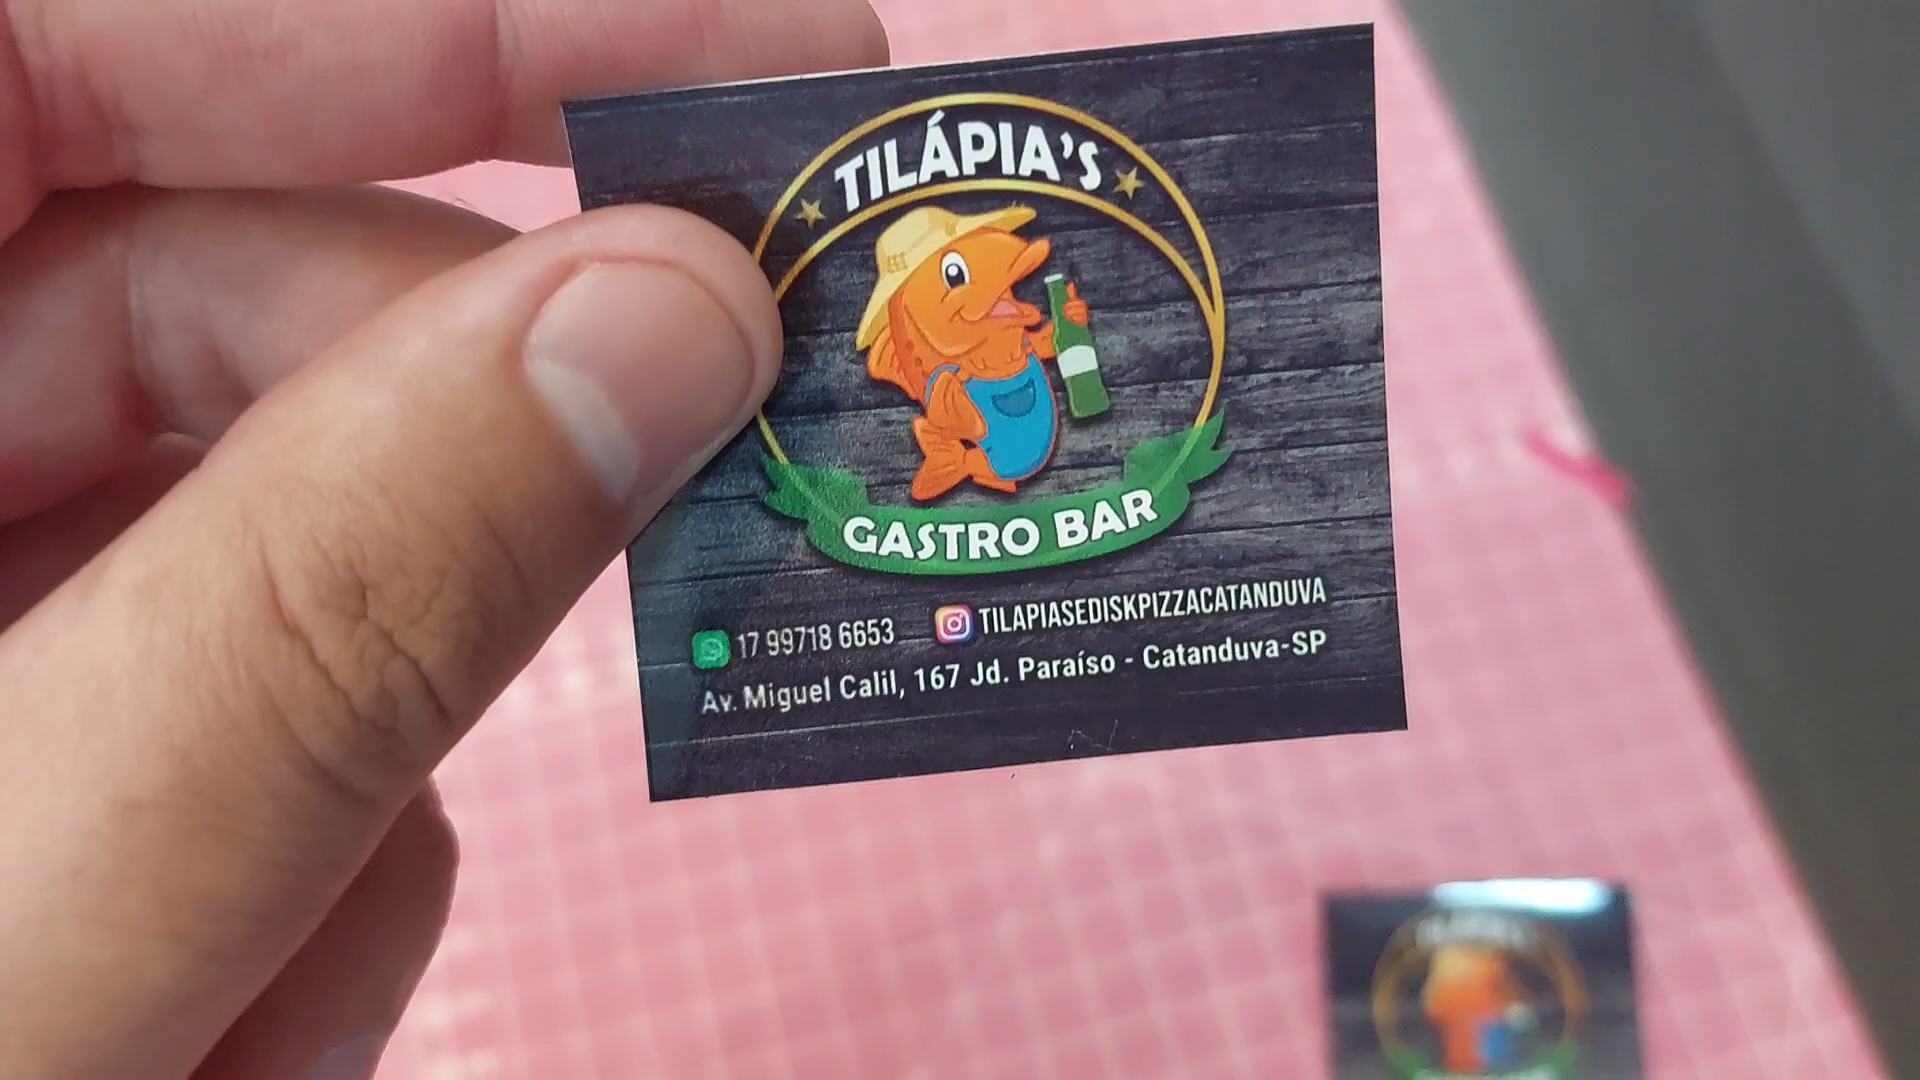 TILÁPIA'S
GASTRO BAR
17 99718 6653 TILAPIASEDISKPIZZACATANDUVA
Av. Miguel Calil, 167 Jd. Paraíso - Catanduva-SP